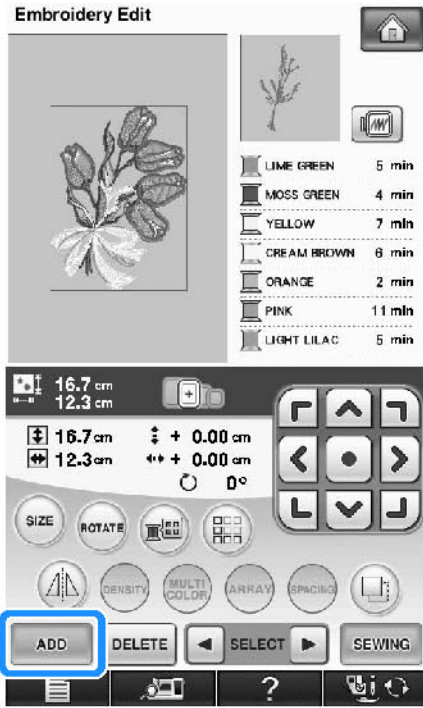 Embroidery Edit
LIME GREEN 5 min
MOSS GREEN 4 min
YELLOW 7 min
CREAM BROWN 6 min
ORANGE 2 min
PINK 11 min
LIGHT LILAC 5 min
16.7 cm
12.3 cm
16.7 cm + 0.00 cm
12.3 cm + 0.00 cm
0°
SIZE ROTATE
DENSITY MULTI COLOR ARRAY SPACING
ADD DELETE SELECT SEWING
?